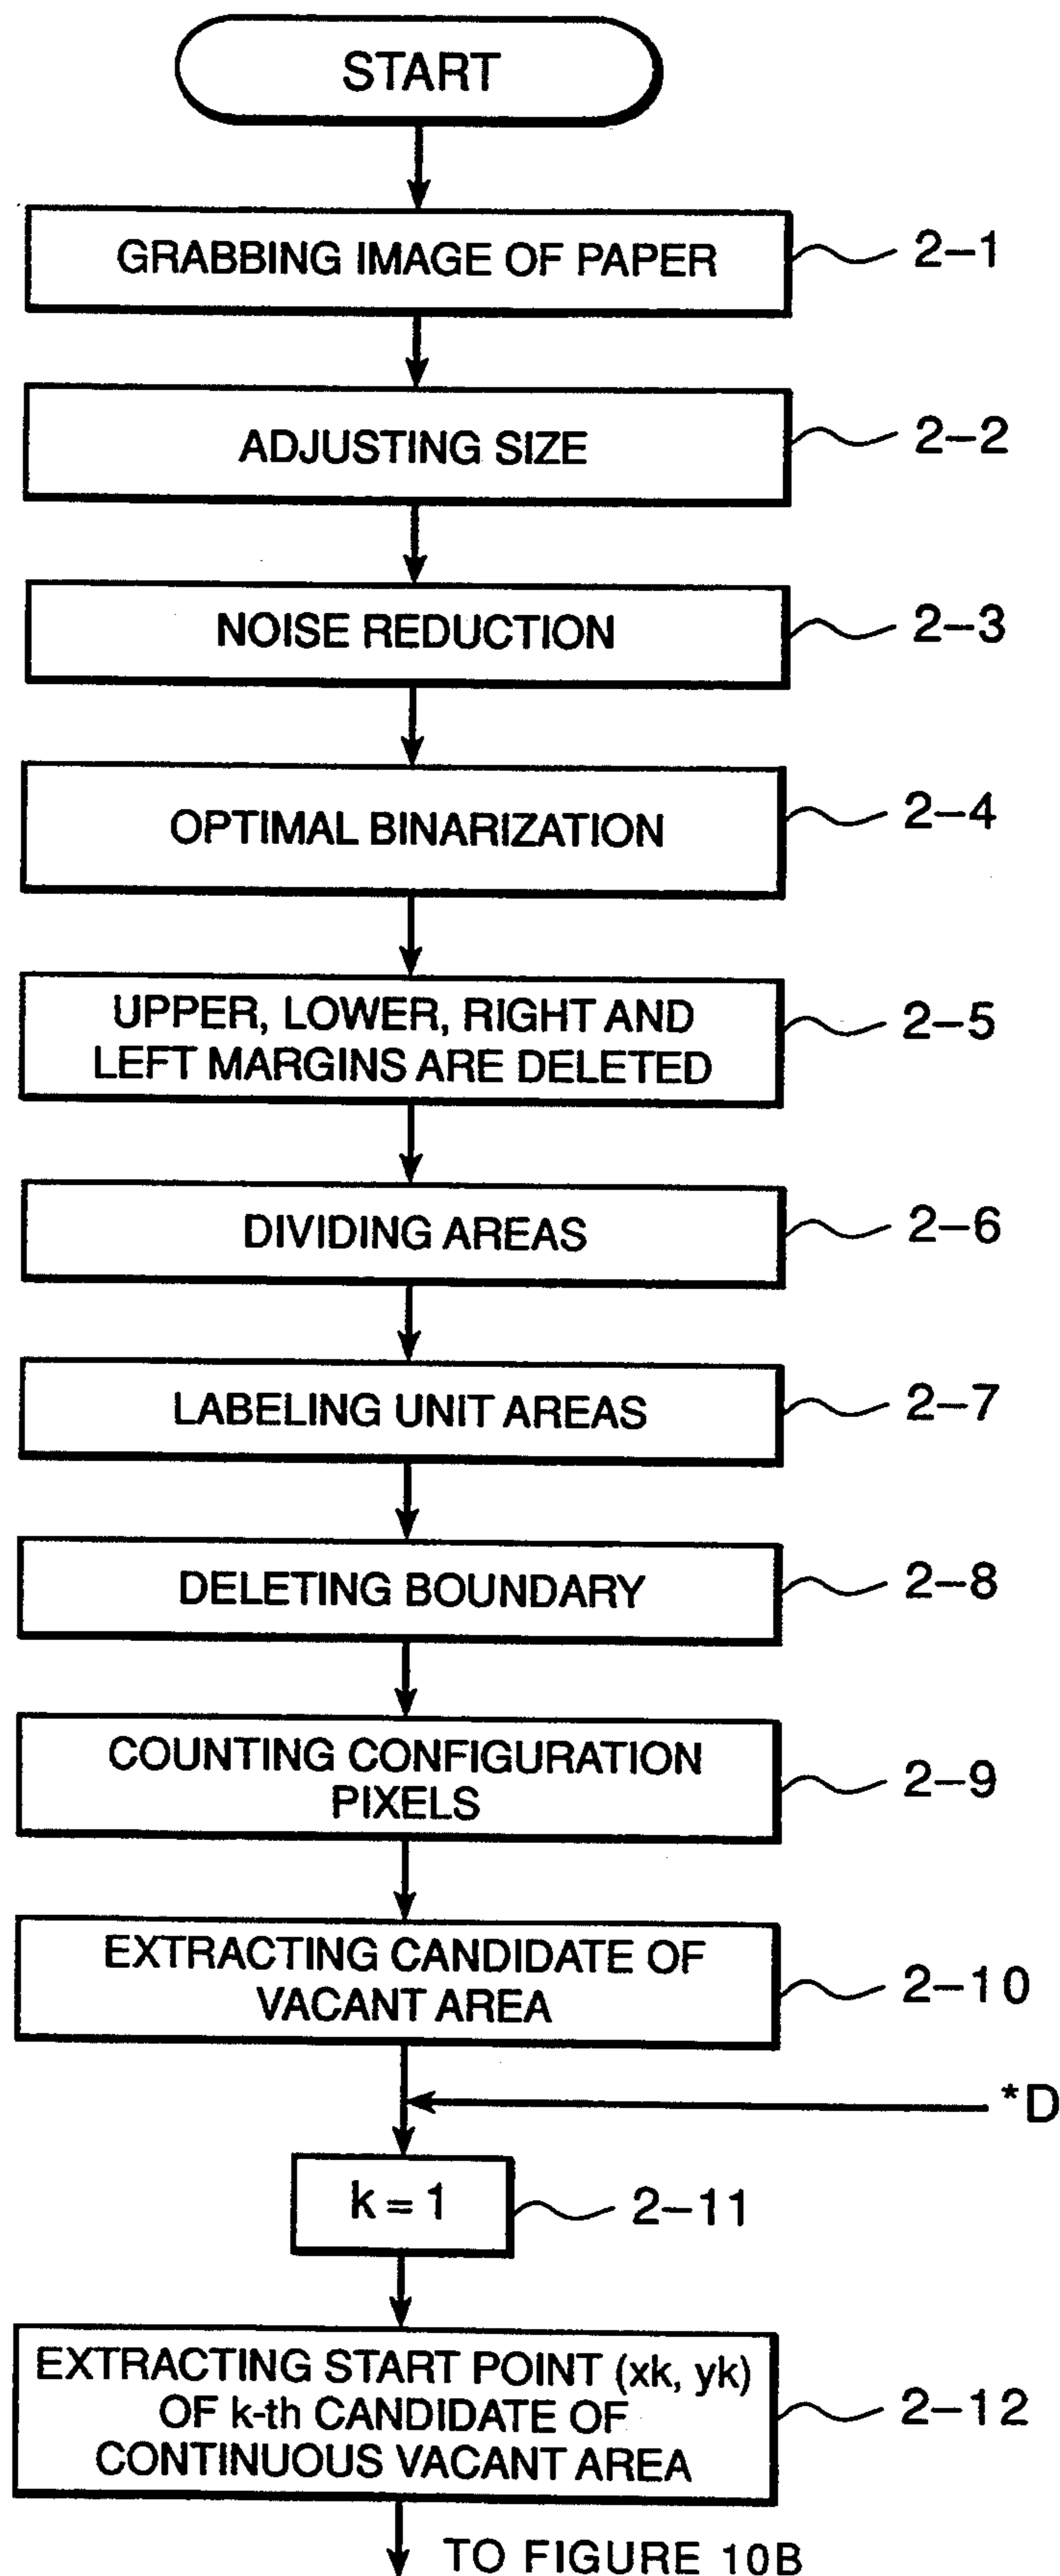 START
GRABBING IMAGE OF PAPER
2-1
ADJUSTING SIZE
2-2
NOISE REDUCTION
2-3
OPTIMAL BINARIZATION
2-4
UPPER, LOWER, RIGHT AND
LEFT MARGINS ARE DELETED
2-5
DIVIDING AREAS
2-6
LABELING UNIT AREAS
2-7
DELETING BOUNDARY
2-8
COUNTING CONFIGURATION
PIXELS
2-9
EXTRACTING CANDIDATE OF
VACANT AREA
2-10
*D
k = 1
2-11
EXTRACTING START POINT (xk, yk)
OF k-th CANDIDATE OF
CONTINUOUS VACANT AREA
2-12
TO FIGURE 10B